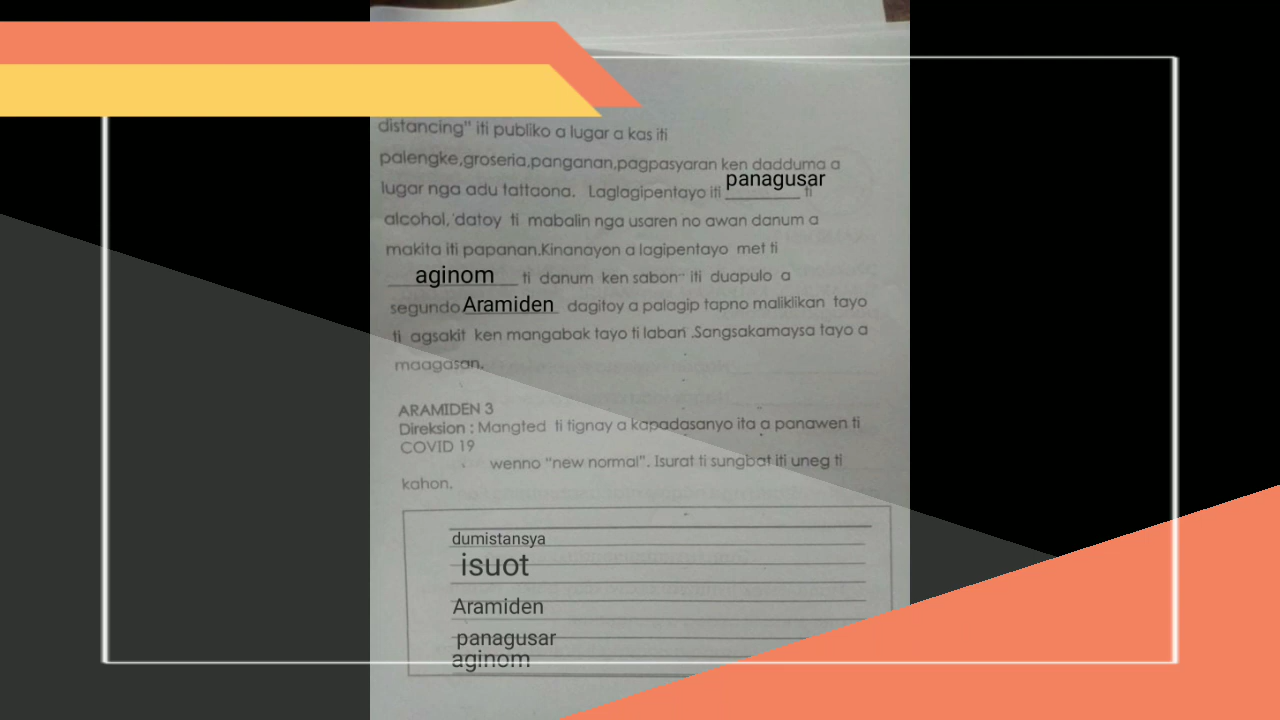 distancing" iti publiko a lugar a kas iti
palengke,groseria,panganan,pagpasyaran ken dadduma a
lugar nga adu tattaona. Laglagipentayo iti panagusar ti
alcohol, datoy ti mabalin nga usaren no awan danum a
makita iti papanan.Kinanayon a lagipentayo met ti
aginom ti danum ken sabon iti duapulo a
segundo Aramiden dagitoy a palagip tapno maliklikan tayo
ti agsakit ken mangabak tayo ti laban .Sangsakamaysa tayo a
maagasan.
ARAMIDEN 3
Direksion : Mangted ti tignay a kapadasanyo ita a panawen ti
COVID 19
wenno "new normal". Isurat ti sungbat iti uneg ti
kahon.
dumistansya
isuot
Aramiden
panagusar
aginom